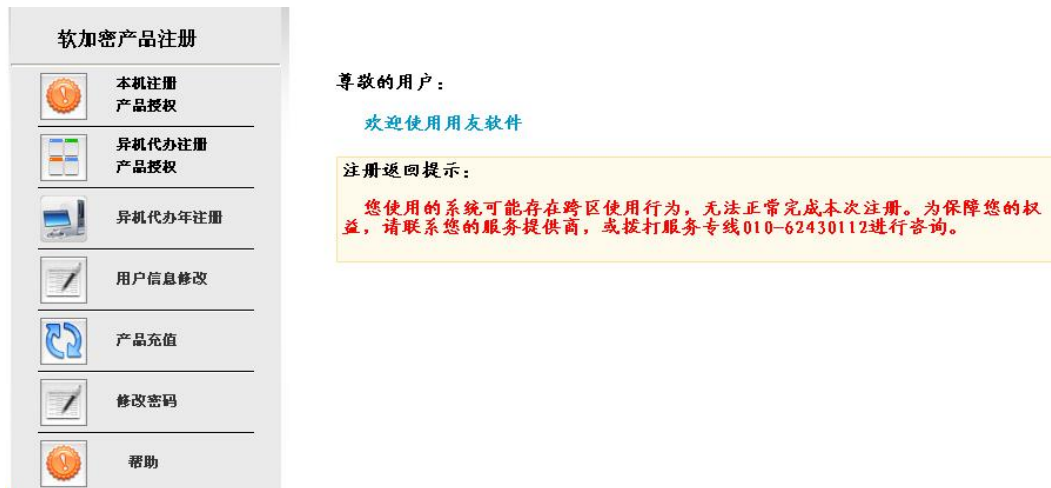 软加密产品注册
本机注册
产品授权
异机代办注册
产品授权
异机代办年注册
用户信息修改
产品充值
修改密码
帮助
尊敬的用户：
欢迎使用用友软件
注册返回提示：
您使用的系统可能存在跨区使用行为，无法正常完成本次注册。为保障您的权
益，请联系您的服务提供商，或拨打服务专线010-62430112进行咨询。